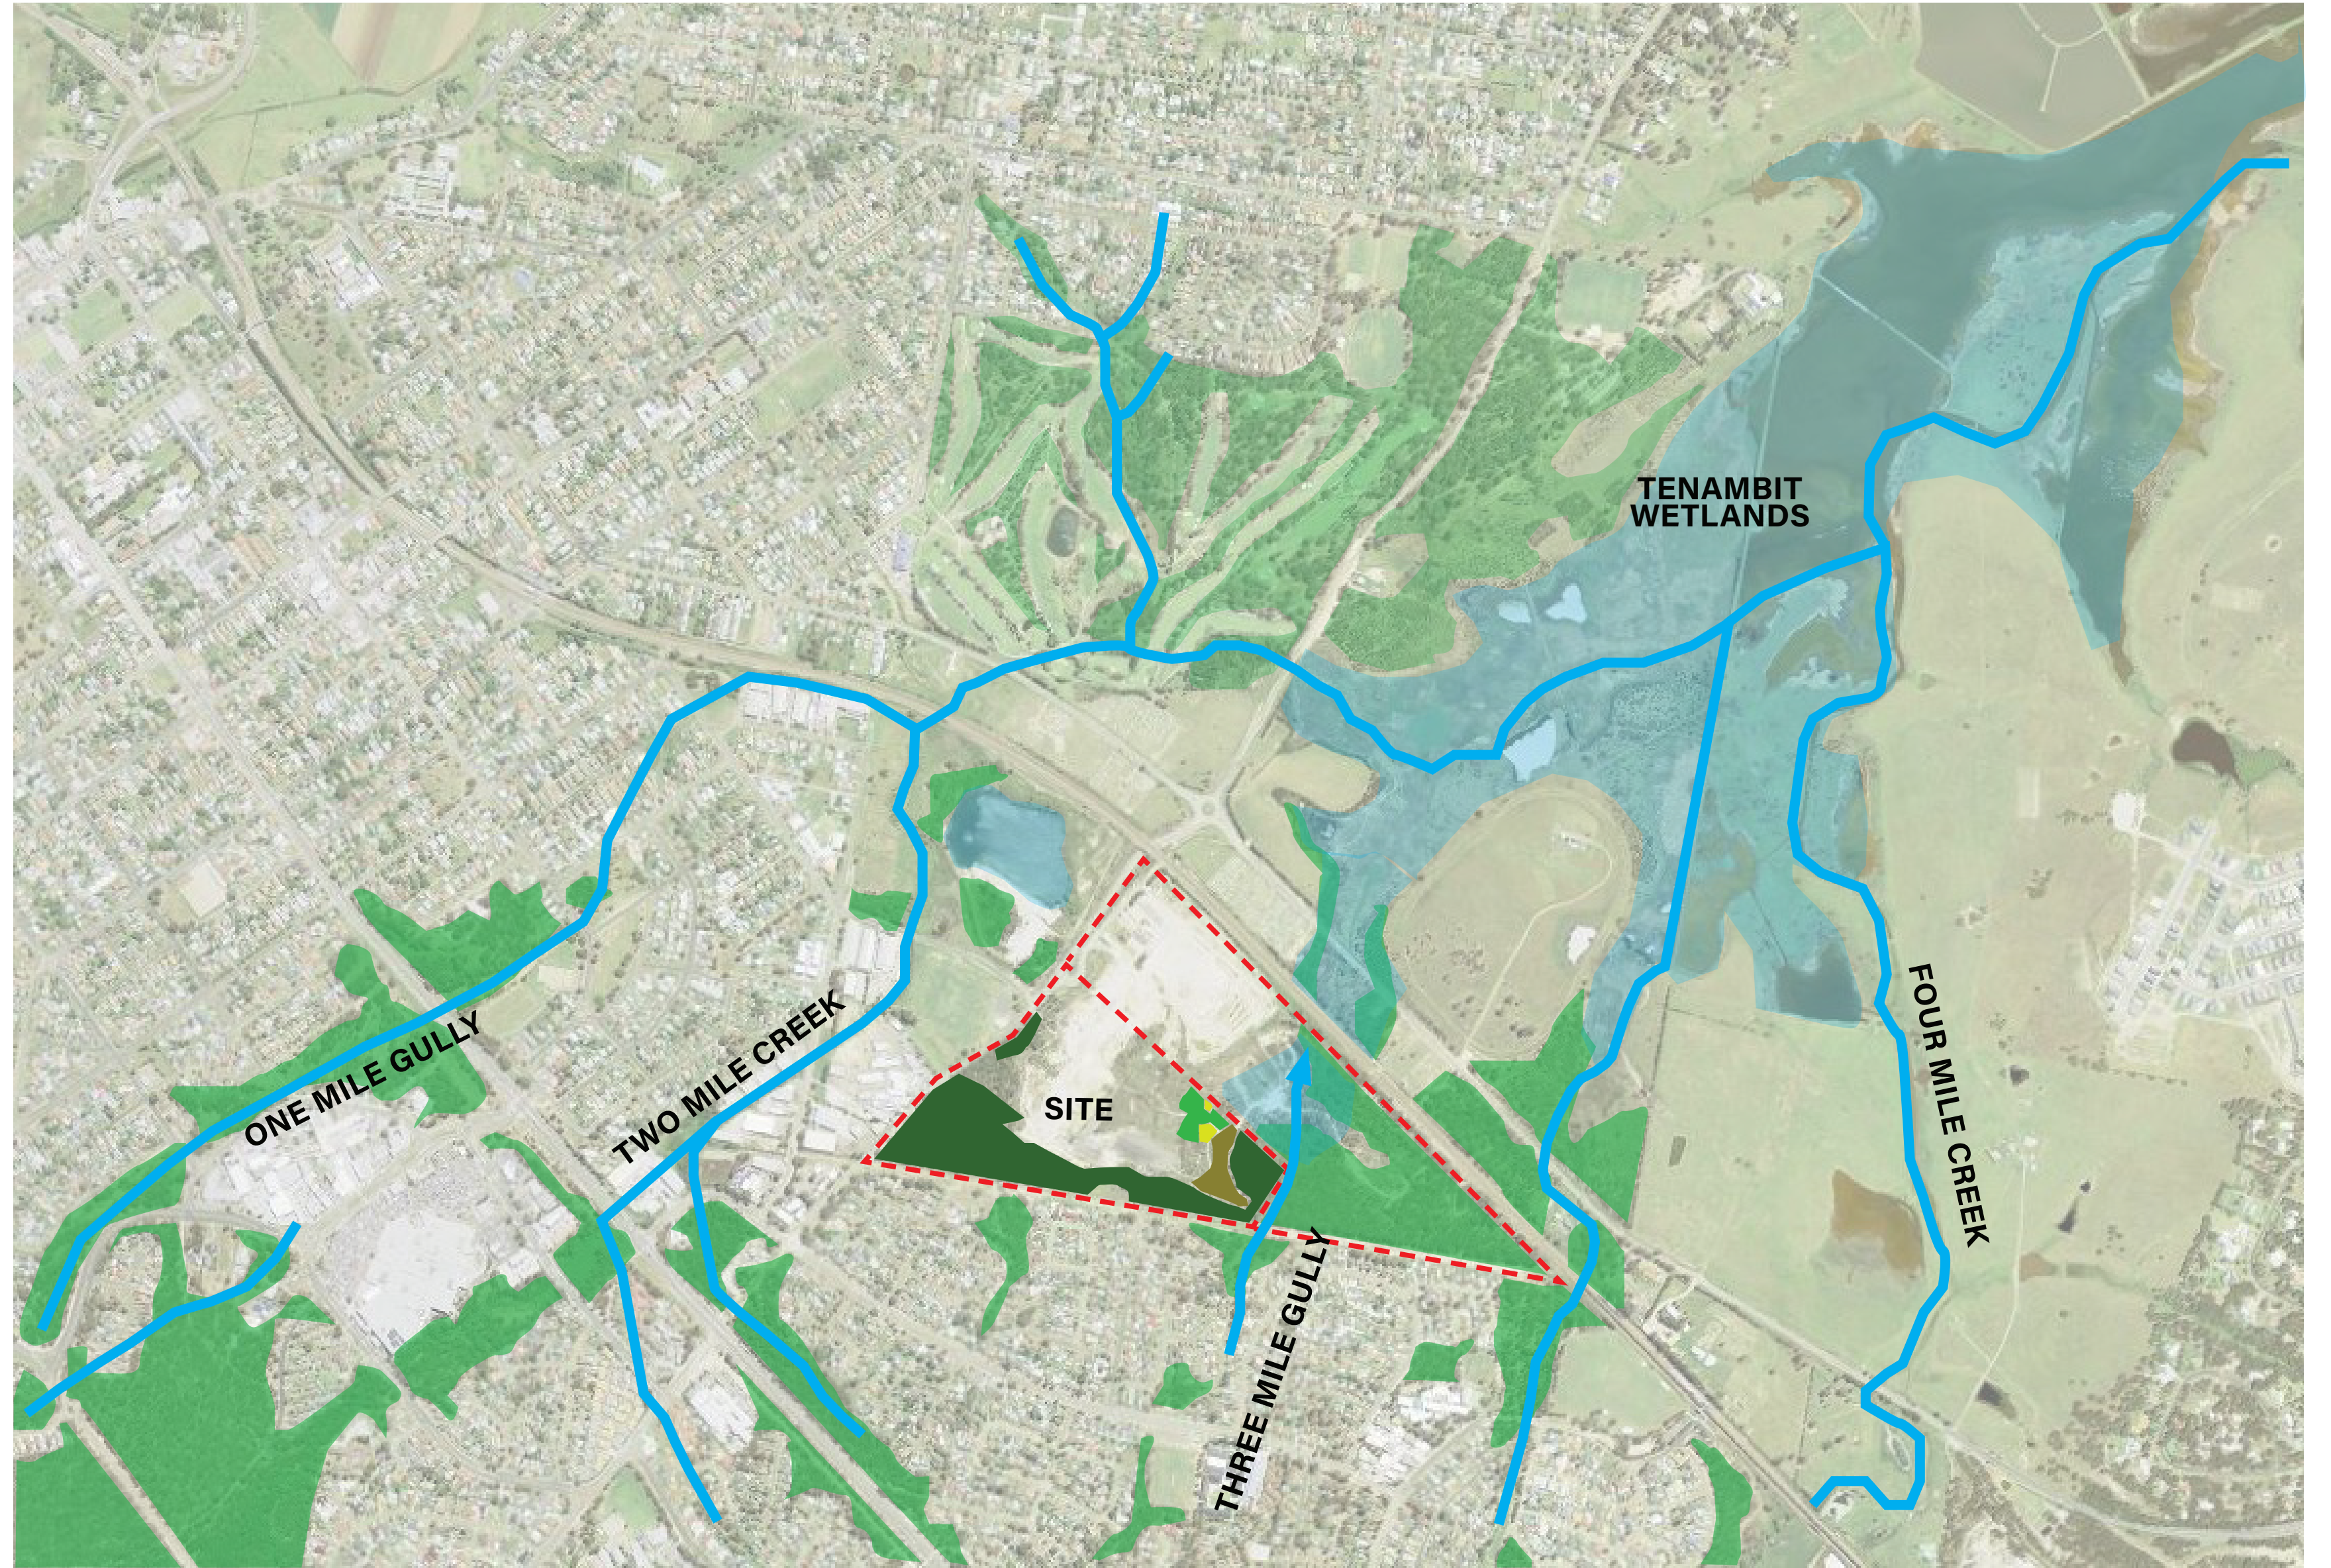 TENAMBIT
WETLANDS
ONE MILE GULLY
TWO MILE CREEK
SITE
THREE MILE GULLY
FOUR MILE CREEK